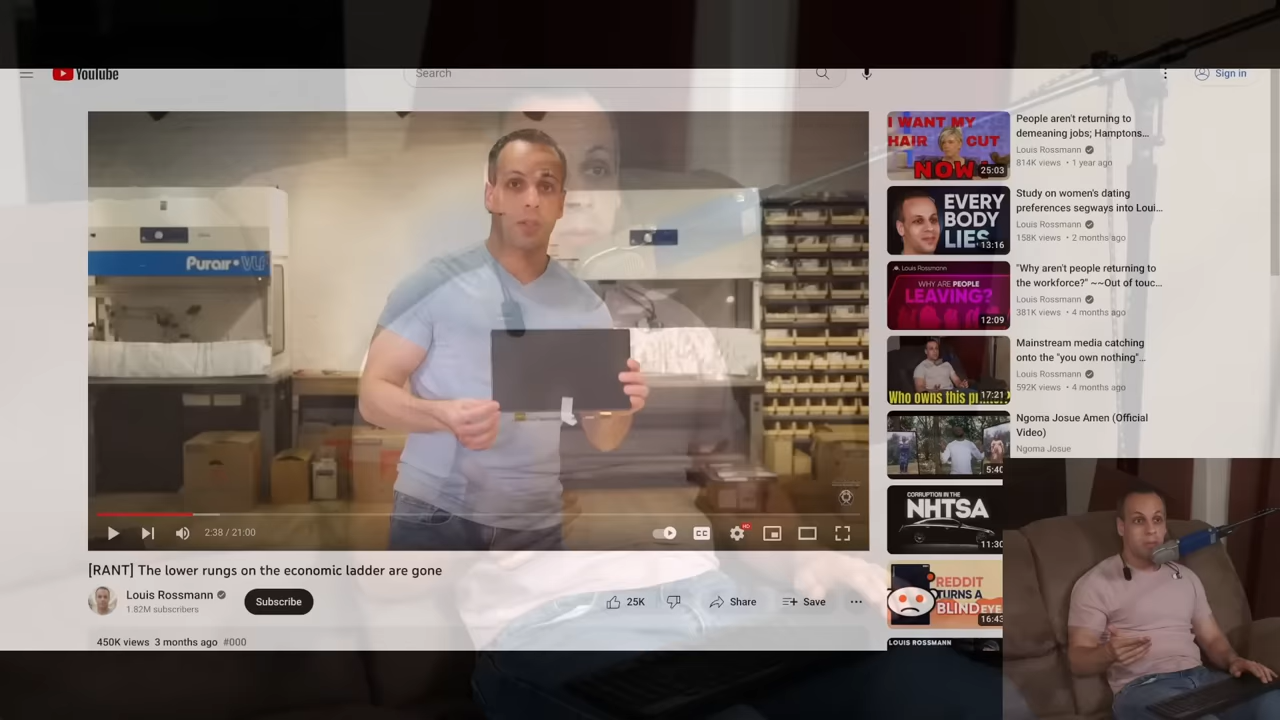 YouTube
Search
Sign in
Purair
I WANT MY
HAIR CUT
NOW
25:03
People aren't returning to
demeaning jobs; Hamptons…
Louis Rossmann
814K views • 1 year ago
EVERY
BODY
LIES
13:16
Study on women's dating
preferences segways into Loui…
Louis Rossmann
158K views • 2 months ago
Louis Rossmann
WHY ARE PEOPLE
LEAVING?
12:09
"Why aren't people returning to
the workforce?" ~~Out of touc…
Louis Rossmann
381K views • 4 months ago
Who owns this
17:21
Mainstream media catching
onto the "you own nothing"…
Louis Rossmann
592K views • 4 months ago
5:40
Ngoma Josue Amen (Official
Video)
Ngoma Josue
CORRUPTION IN THE
NHTSA
11:30
REDDIT
TURNS A
BLIND EYE
16:43
LOUIS ROSSMANN
2:38 / 21:00
CC
HD
[RANT] The lower rungs on the economic ladder are gone
Louis Rossmann
1.82M subscribers
Subscribe
25K
Share
Save
450K views 3 months ago #000